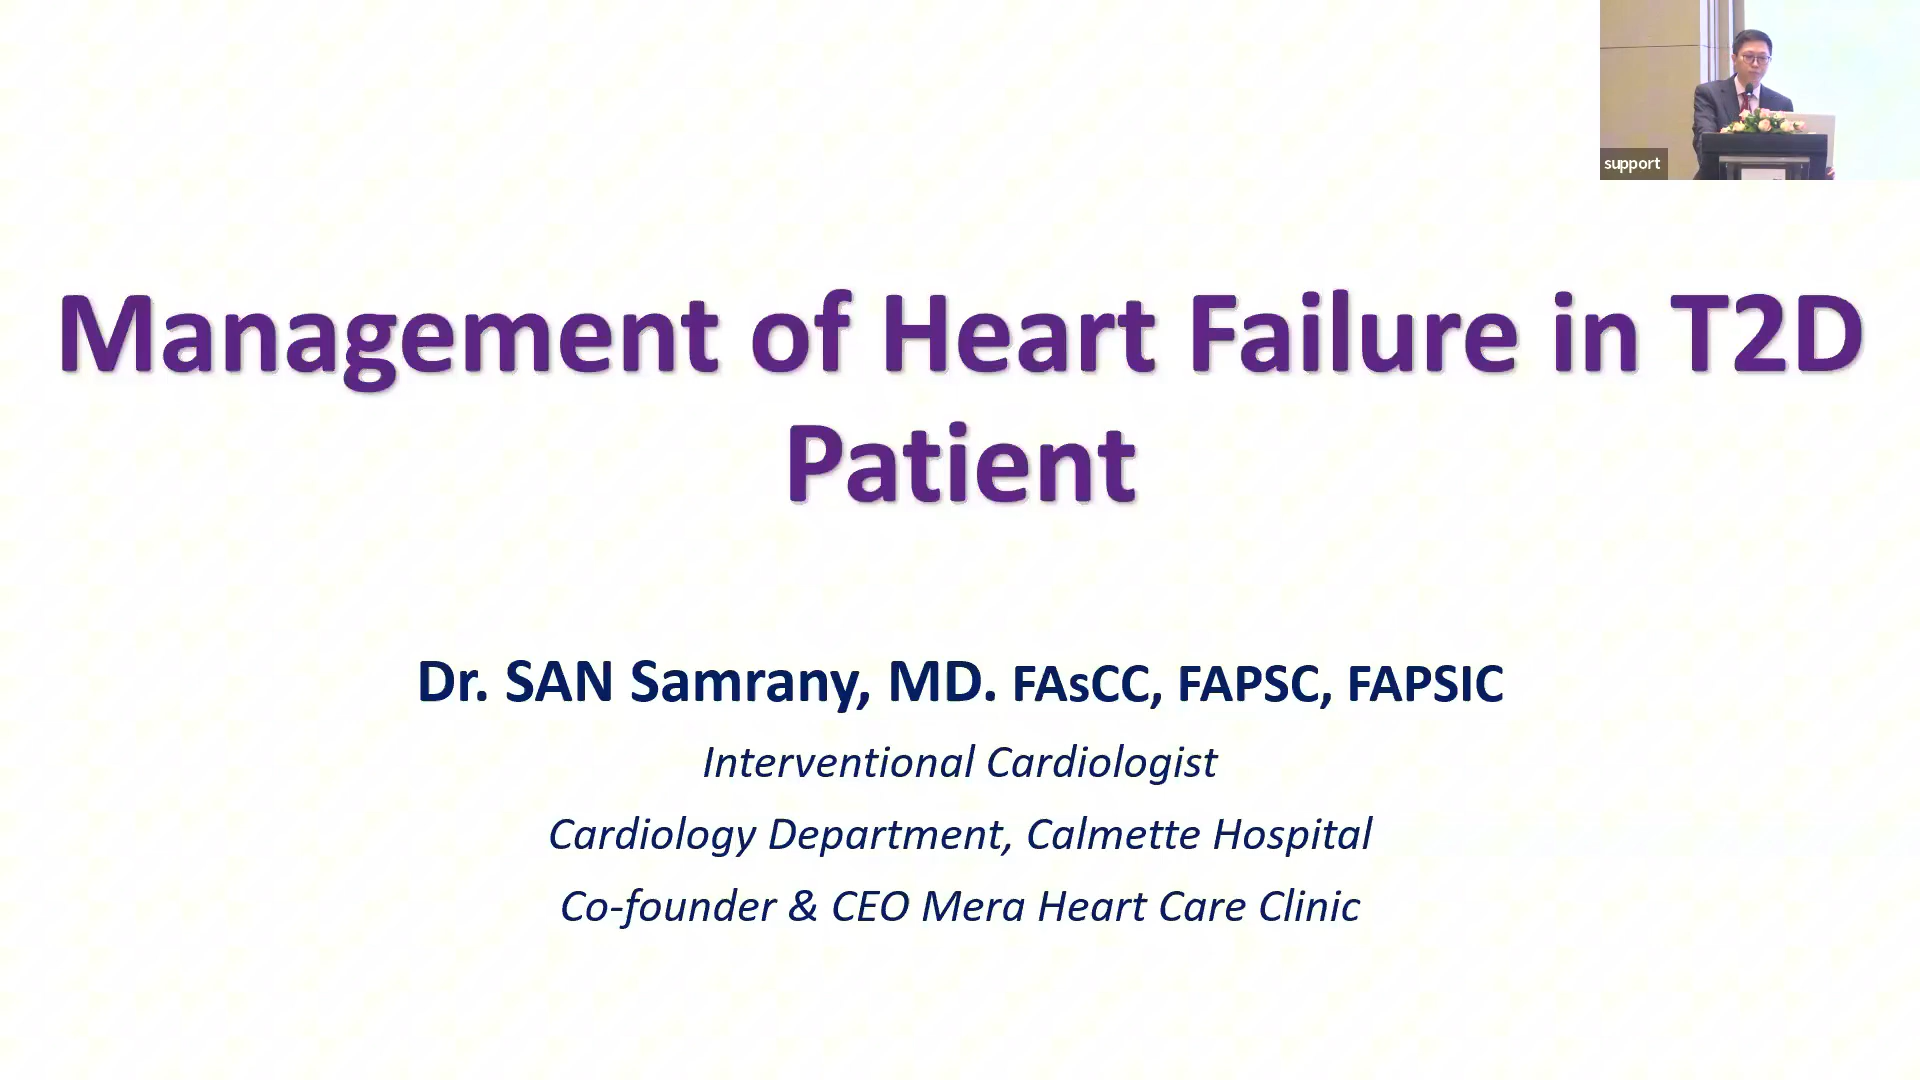 support
Management of Heart Failure in T2D
Patient
Dr. SAN Samrany, MD. FAsCC, FAPSC, FAPSIC
Interventional Cardiologist
Cardiology Department, Calmette Hospital
Co-founder & CEO Mera Heart Care Clinic